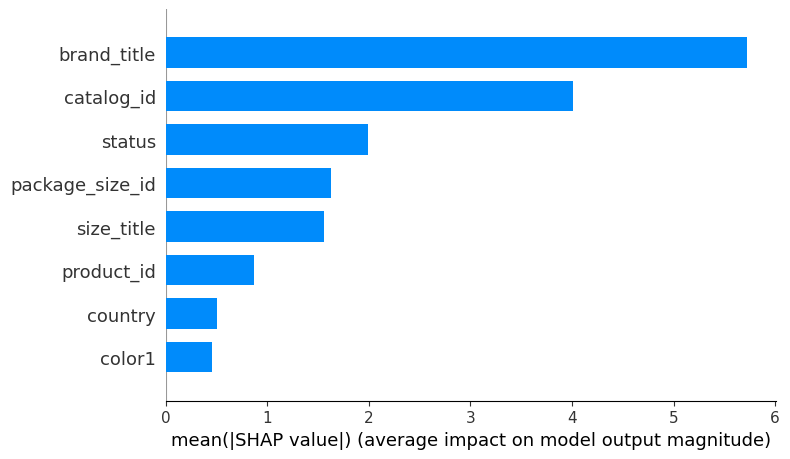 brand_title
catalog_id
status
package_size_id
size_title
product_id
country
color1
0 1 2 3 4 5 6
mean(|SHAP value|) (average impact on model output magnitude)